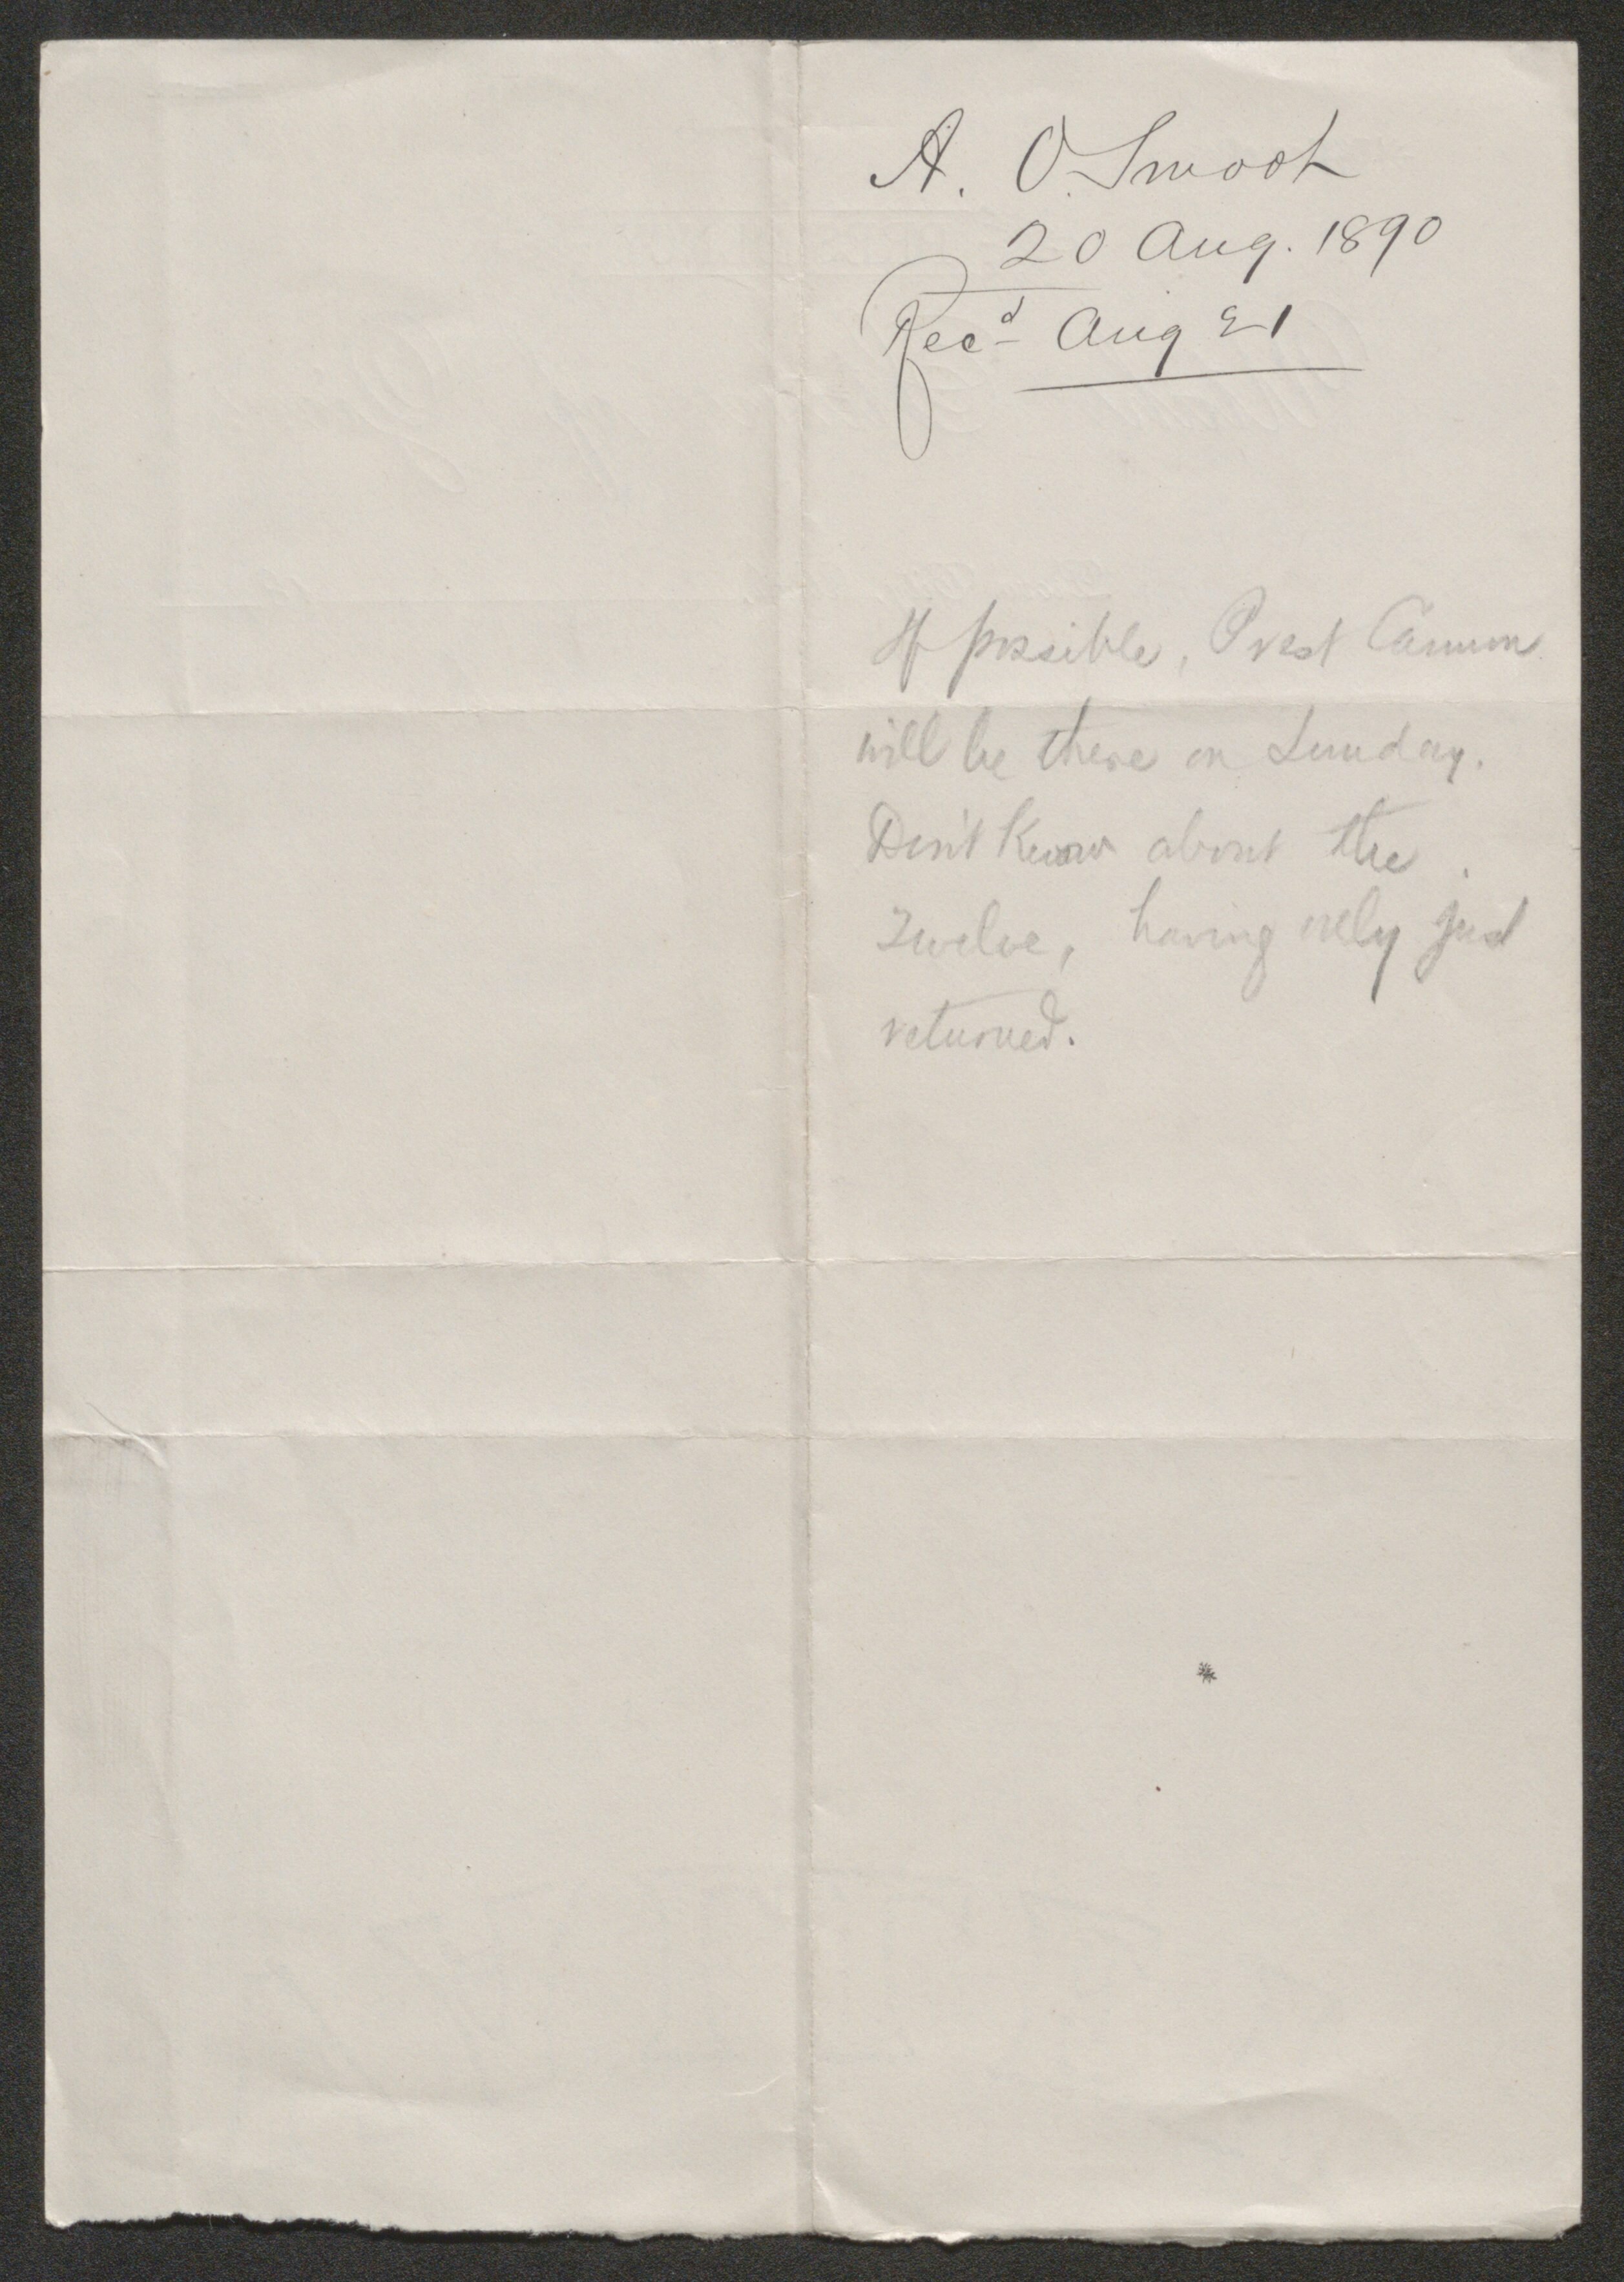 A. O. Smoot
20 Aug. 1890
Rec^d Aug 21
If possible, Prest Cannon
will be there on Sunday.
Don't know about the
Twelve, having only just
returned.